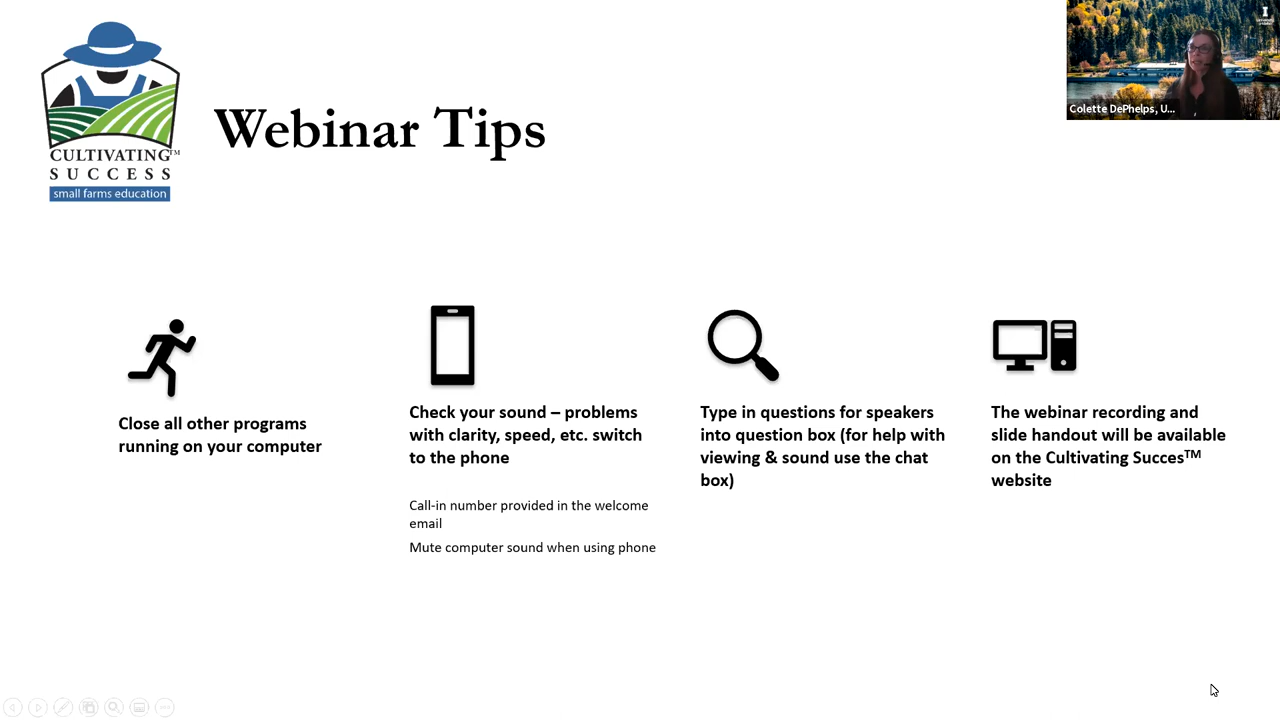 CULTIVATING™
SUCCESS
small farms education
Webinar Tips
Colette DePhelps, U...
Close all other programs
running on your computer
Check your sound – problems
with clarity, speed, etc. switch
to the phone
Call-in number provided in the welcome
email
Mute computer sound when using phone
Type in questions for speakers
into question box (for help with
viewing & sound use the chat
box)
The webinar recording and
slide handout will be available
on the Cultivating Succes™
website